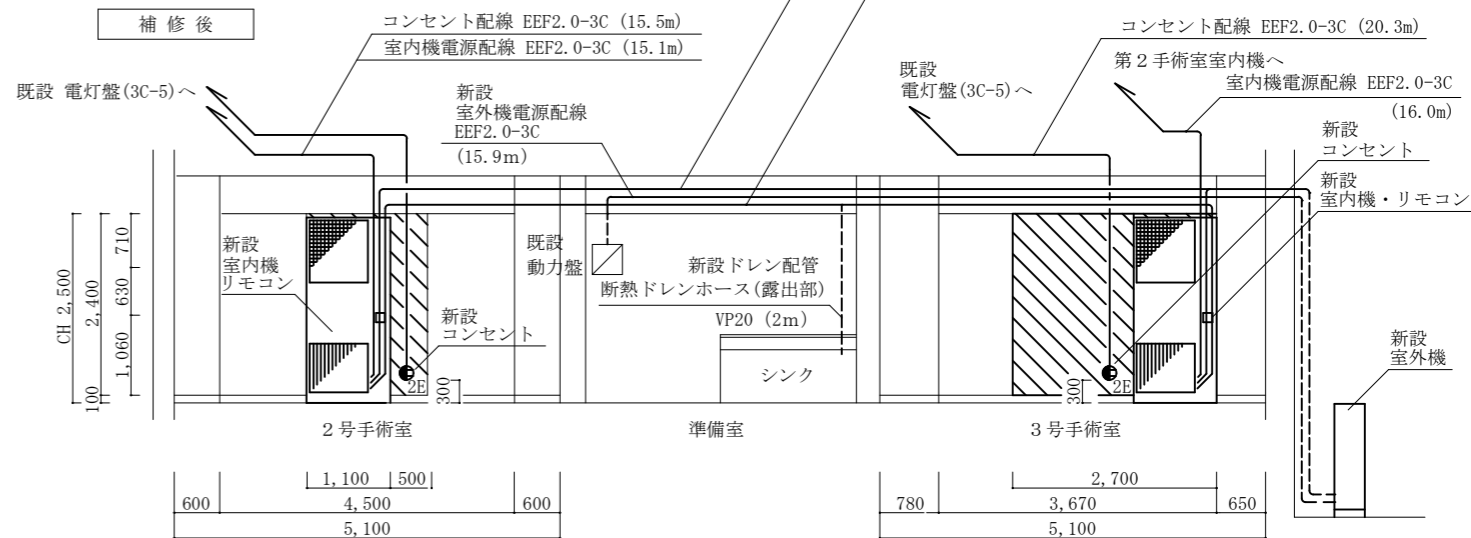 補修後
コンセント配線 EEF2.0-3C (15.5m)
室内機電源配線 EEF2.0-3C (15.1m)
既設 電灯盤(3C-5)へ
新設
室外機電源配線
EEF2.0-3C
(15.9m)
コンセント配線 EEF2.0-3C (20.3m)
既設
電灯盤(3C-5)へ
第2手術室室内機へ
室内機電源配線 EEF2.0-3C
(16.0m)
新設
コンセント
新設
室内機・リモコン
CH 2,500
2,400
100
710
630
1,060
新設
室内機
リモコン
新設
コンセント
2E
300
既設
動力盤
新設ドレン配管
断熱ドレンホース(露出部)
VP20 (2m)
シンク
300
2E
新設
室外機
2号手術室
準備室
3号手術室
1,100
500
600
4,500
600
5,100
2,700
780
3,670
650
5,100